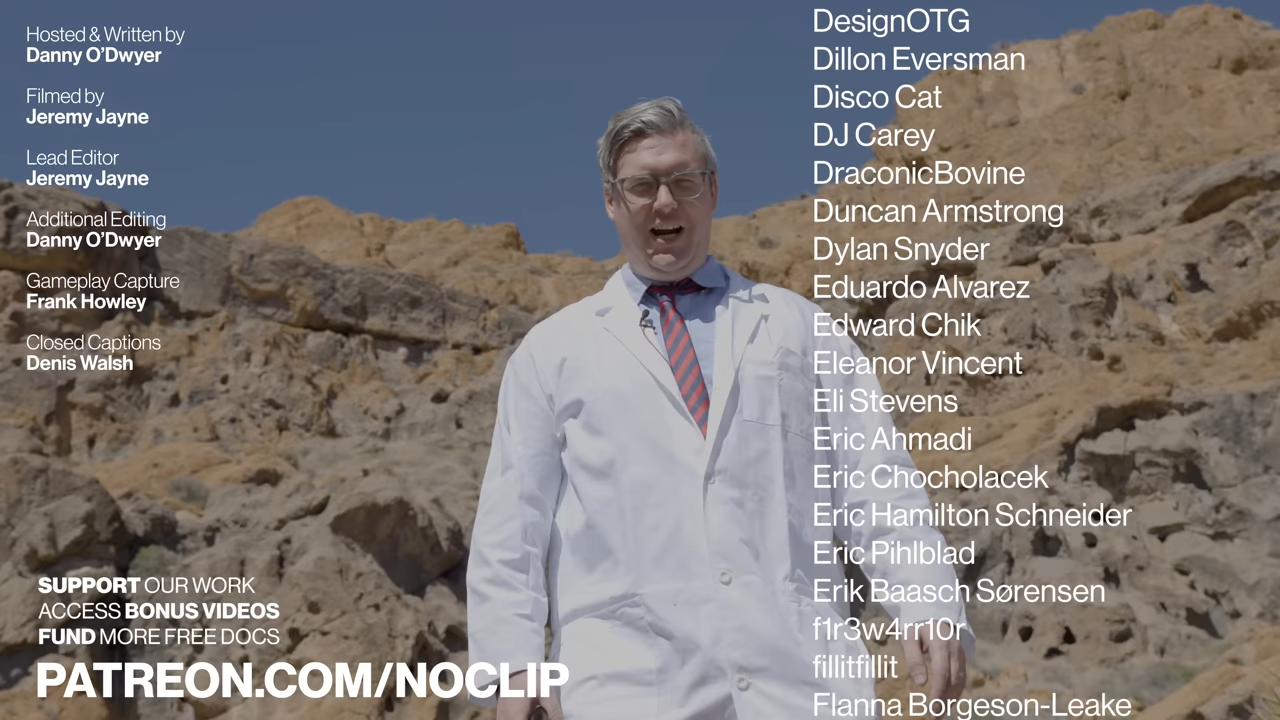 Hosted & Written by
Danny O’Dwyer
Filmed by
Jeremy Jayne
Lead Editor
Jeremy Jayne
Additional Editing
Danny O’Dwyer
Gameplay Capture
Frank Howley
Closed Captions
Denis Walsh
SUPPORT OUR WORK
ACCESS BONUS VIDEOS
FUND MORE FREE DOCS
PATREON.COM/NOCLIP
DesignOTG
Dillon Eversman
Disco Cat
DJ Carey
DraconicBovine
Duncan Armstrong
Dylan Snyder
Eduardo Alvarez
Edward Chik
Eleanor Vincent
Eli Stevens
Eric Ahmadi
Eric Chocholacek
Eric Hamilton Schneider
Eric Pihlblad
Erik Baasch Sørensen
f1r3w4rr10r
fillitfillit
Flanna Borgeson-Leake